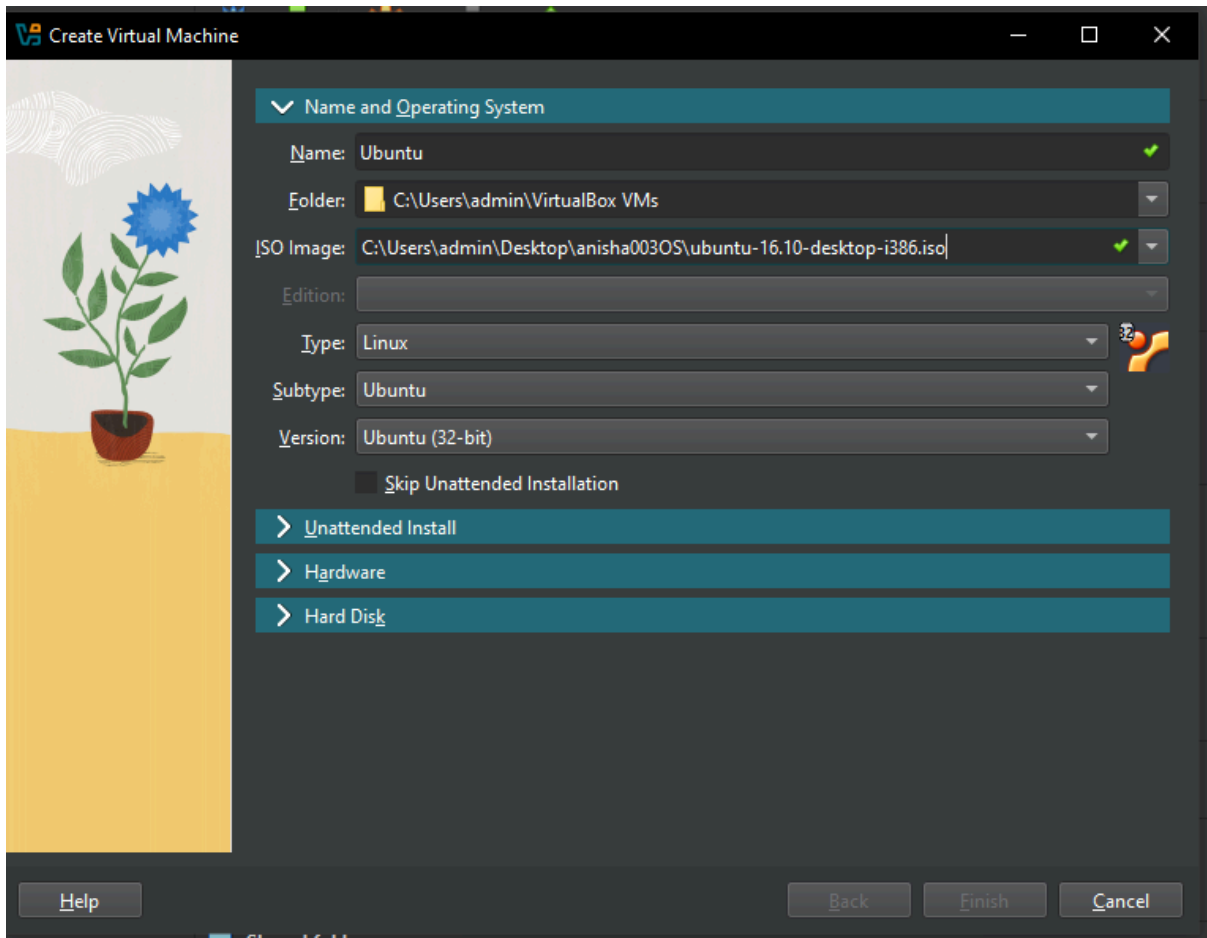 Create Virtual Machine
Name and Operating System
Name: Ubuntu
Folder: C:\Users\admin\VirtualBox VMs
ISO Image: C:\Users\admin\Desktop\anisha003OS\ubuntu-16.10-desktop-i386.iso
Edition:
Type: Linux
32
Subtype: Ubuntu
Version: Ubuntu (32-bit)
Skip Unattended Installation
Unattended Install
Hardware
Hard Disk
Help Back Finish Cancel